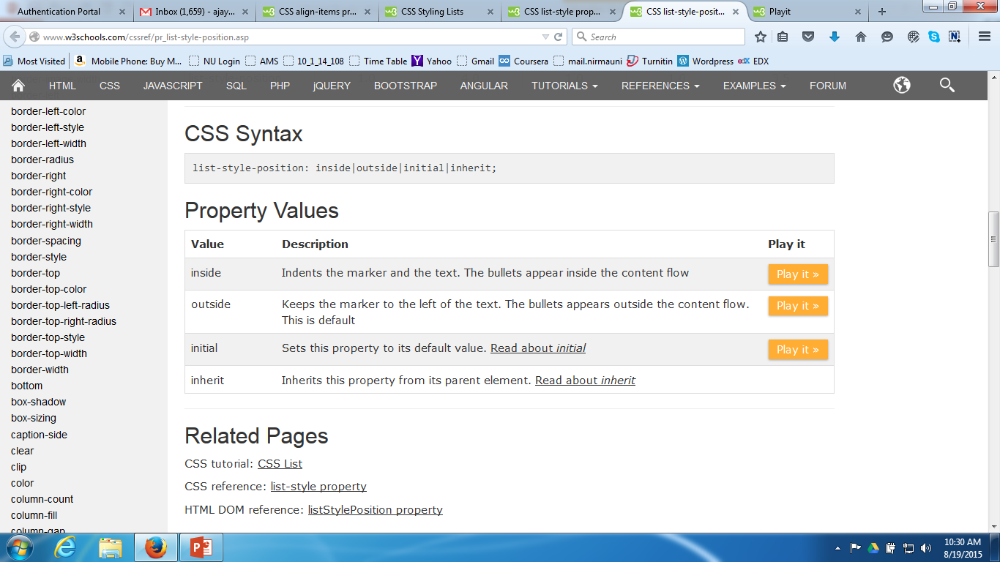 Authentication Portal
Inbox (1,659) - ajay...
CSS align-items pr...
CSS Styling Lists
CSS list-style prop...
CSS list-style-posit...
Playit
www.w3schools.com/cssref/pr_list-style-position.asp
Search
Most Visited
Mobile Phone: Buy M...
NU Login
AMS
10_1_14_108
Time Table
Yahoo
Gmail
Coursera
mail.nirmauni
Turnitin
Wordpress
EDX
HTML
CSS
JAVASCRIPT
SQL
PHP
jQUERY
BOOTSTRAP
ANGULAR
TUTORIALS
REFERENCES
EXAMPLES
FORUM
border-left-color
border-left-style
border-left-width
border-radius
border-right
border-right-color
border-right-style
border-right-width
border-spacing
border-style
border-top
border-top-color
border-top-left-radius
border-top-right-radius
border-top-style
border-top-width
border-width
bottom
box-shadow
box-sizing
caption-side
clear
clip
color
column-count
column-fill
column-gap
CSS Syntax
list-style-position: inside|outside|initial|inherit;
Property Values
Value Description Play it
inside Indents the marker and the text. The bullets appear inside the content flow Play it »
outside Keeps the marker to the left of the text. The bullets appears outside the content flow. Play it »
This is default
initial Sets this property to its default value. Read about initial Play it »
inherit Inherits this property from its parent element. Read about inherit
Related Pages
CSS tutorial: CSS List
CSS reference: list-style property
HTML DOM reference: listStylePosition property
10:30 AM
8/19/2015